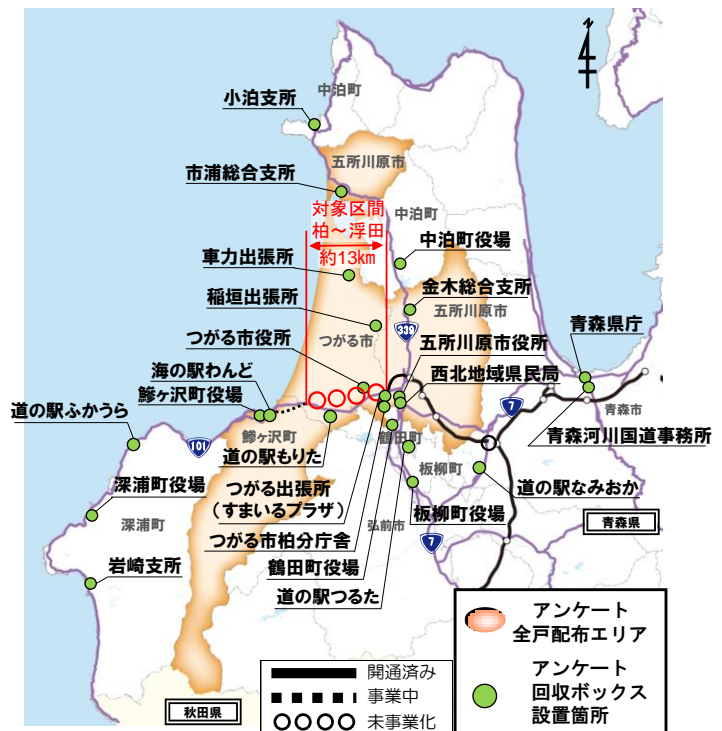 中泊町
小泊支所
五所川原市
市浦総合支所
対象区間
柏～浮田
約13km
中泊町
中泊町役場
車力出張所
金木総合支所
稲垣出張所
五所川原市
339
青森県庁
つがる市
五所川原市役所
つがる市役所
西北地域県民局
海の駅わんど
鰺ヶ沢町役場
7
青森市
道の駅ふかうら
101
鰺ヶ沢町
鶴田町
青森河川国道事務所
道の駅もりた
板柳町
深浦町役場
つがる出張所
（すまいるプラザ）
道の駅なみおか
深浦町
弘前市
板柳町役場
青森県
つがる市柏分庁舎
7
岩崎支所
鶴田町役場
道の駅つるた
アンケート
全戸配布エリア
アンケート
回収ボックス
設置箇所
開通済み
事業中
未事業化
秋田県